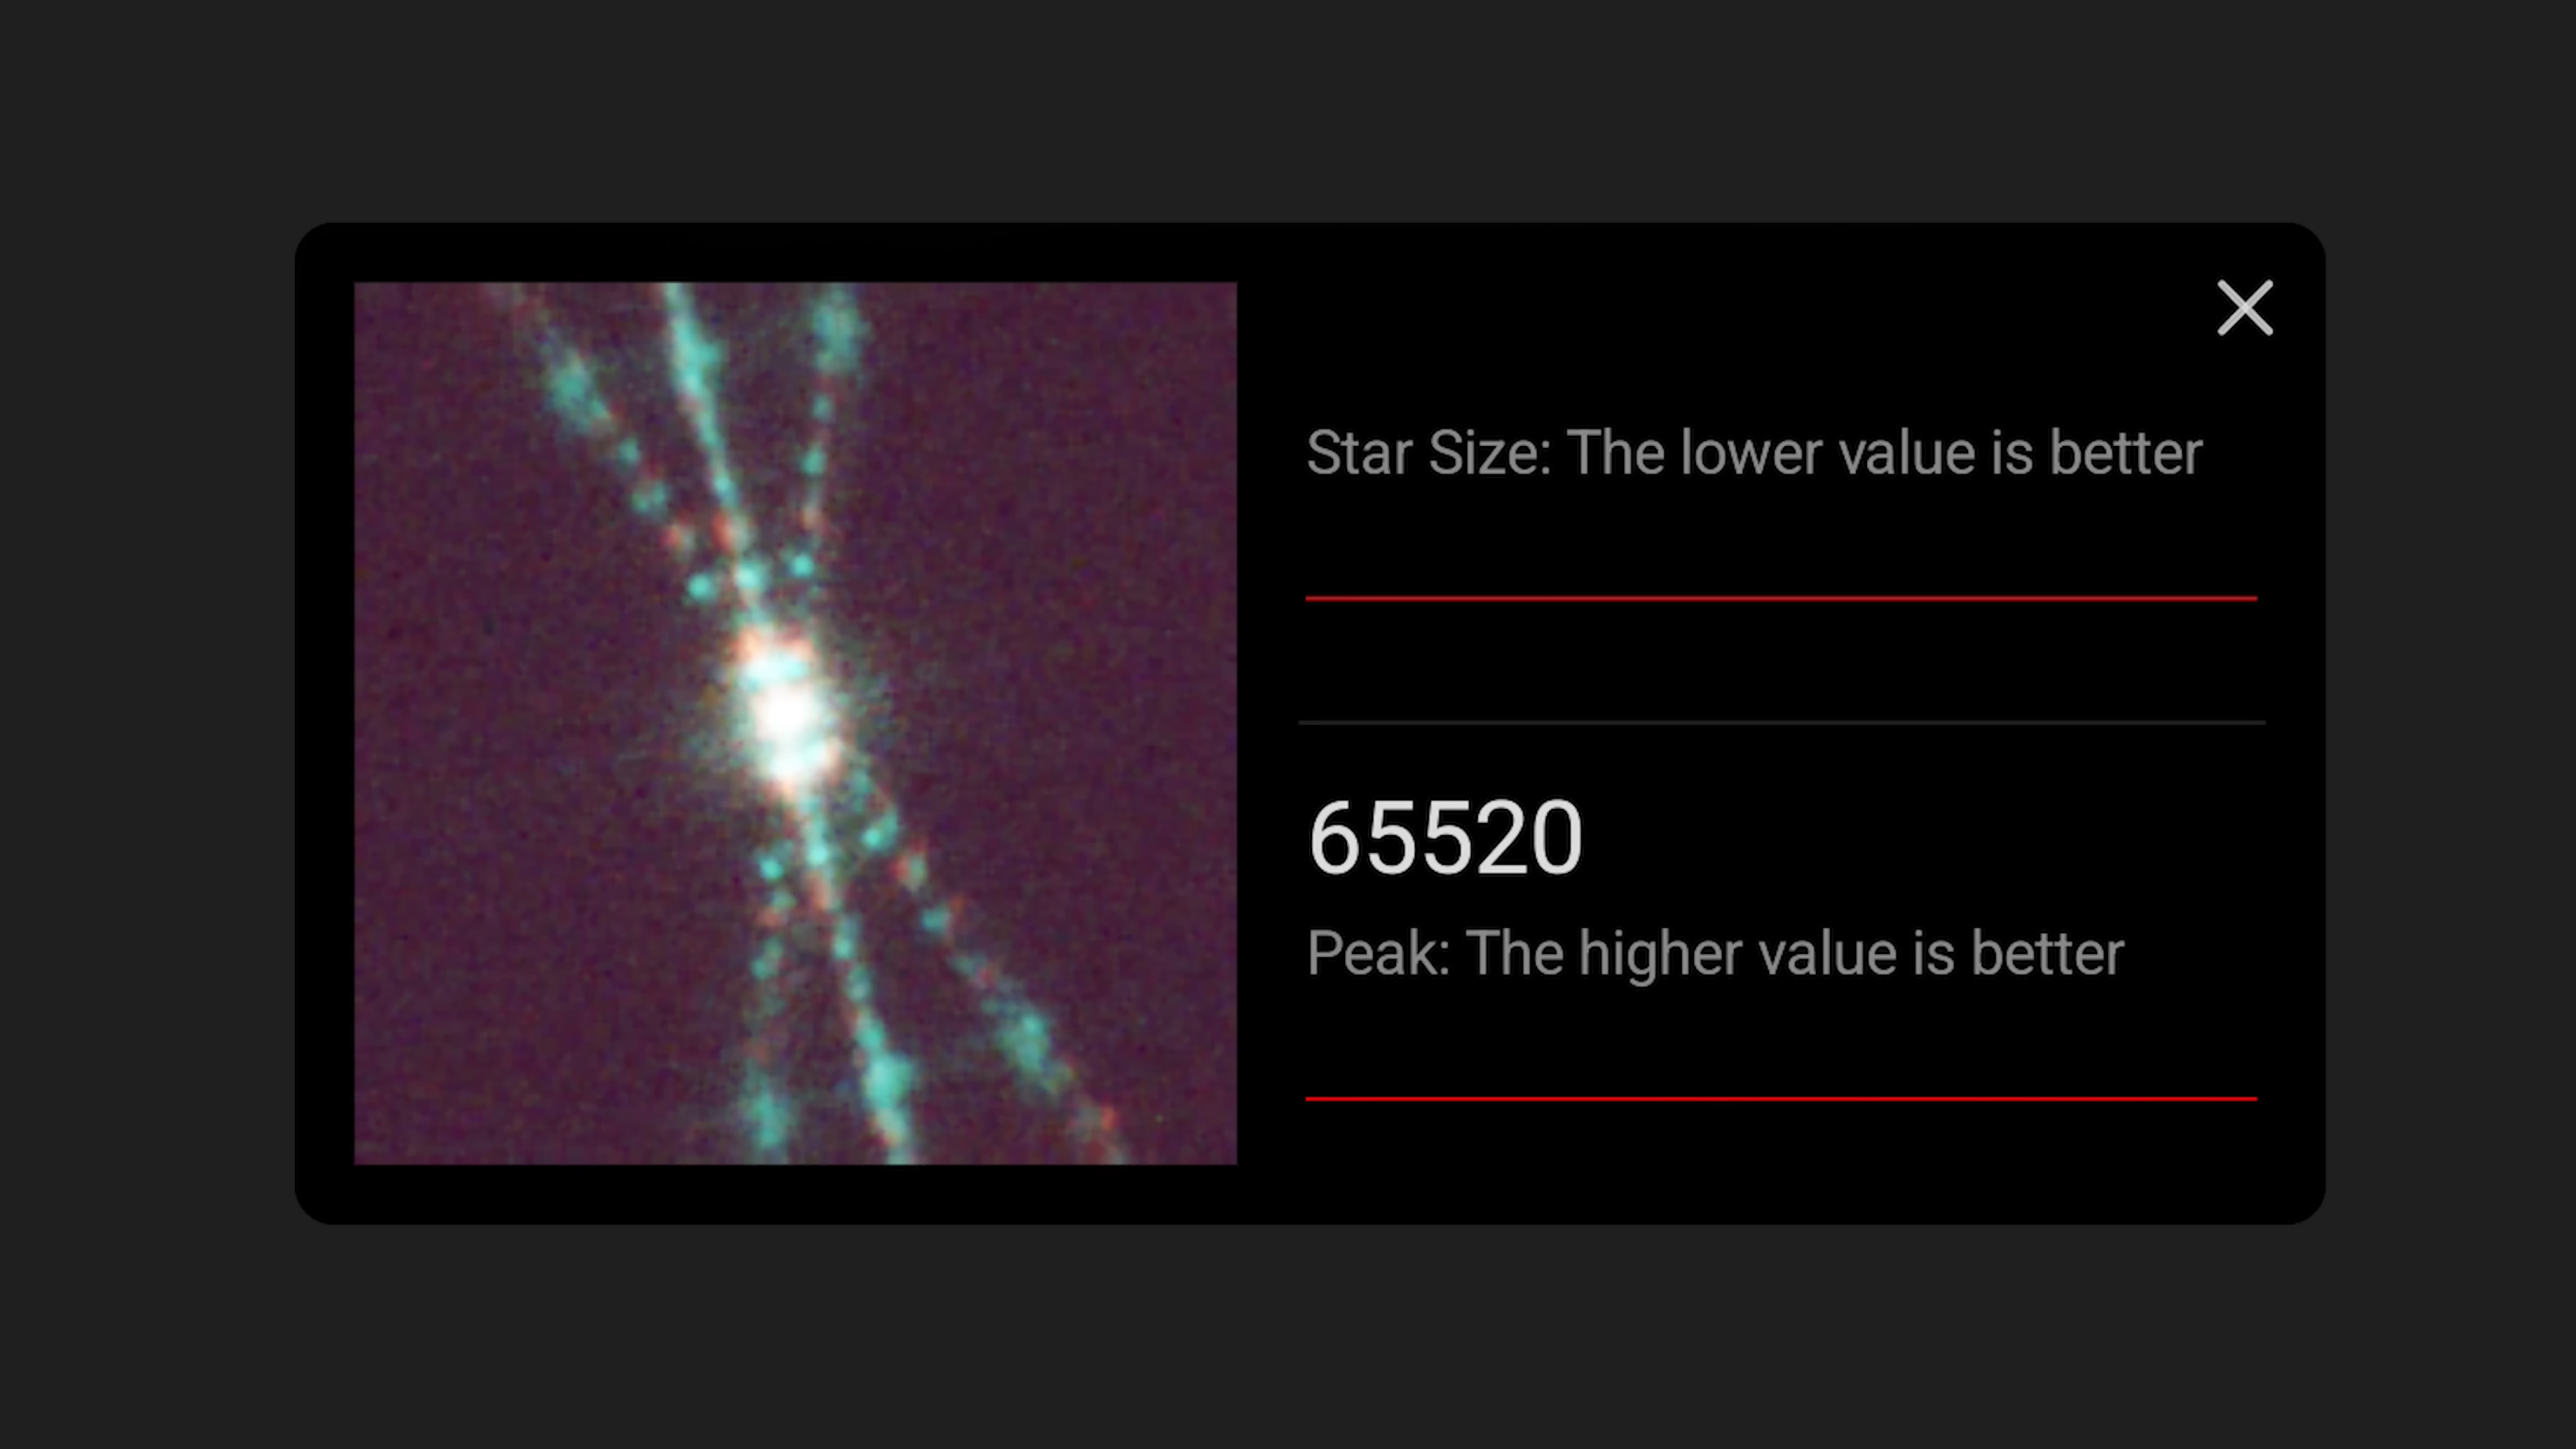 Star Size: The lower value is better
65520
Peak: The higher value is better